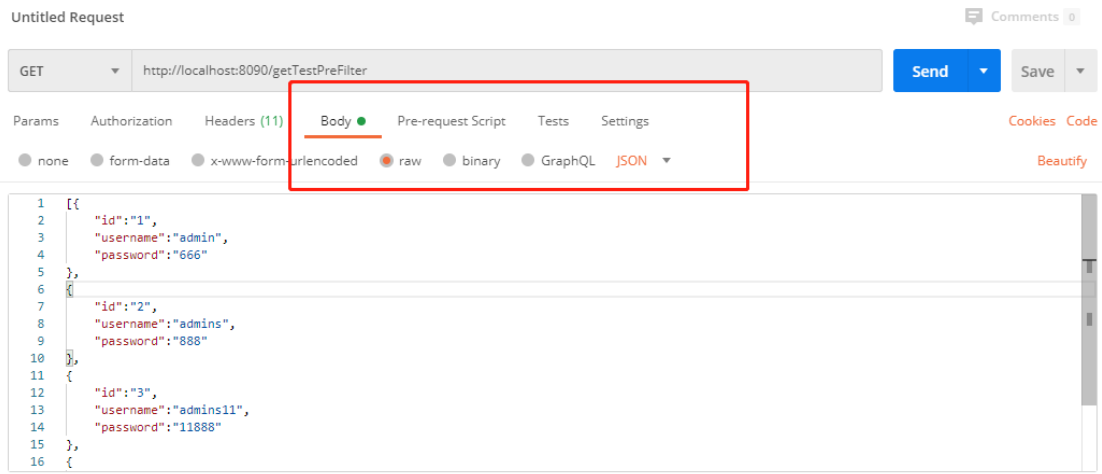 Untitled Request
Comments 0
GET http://localhost:8090/getTestPreFilter Send Save
Params Authorization Headers (11) Body Pre-request Script Tests Settings Cookies Code
none form-data x-www-form-urlencoded raw binary GraphQL JSON Beautify
1 [{
2 "id":"1",
3 "username":"admin",
4 "password":"666"
5 },
6 {
7 "id":"2",
8 "username":"admins",
9 "password":"888"
10 },
11 {
12 "id":"3",
13 "username":"admins11",
14 "password":"11888"
15 },
16 {